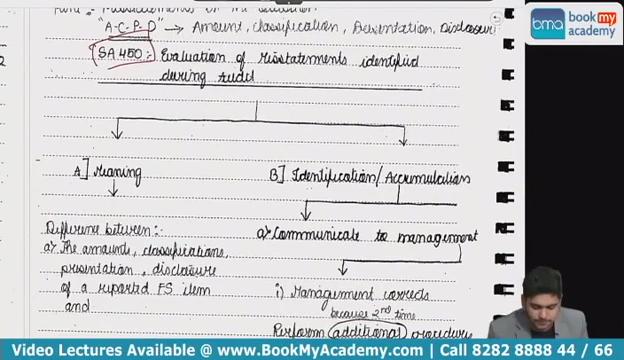 "A-C-P-D" → Amount, Classification, Presentation, Disclosure
SA 450:- Evaluation of Misstatements identified
during audit
A] Meaning
B] Identification/Accumulation
Difference between:-
a> The amounts, classifications,
presentation, disclosure
of a reported FS item
and
a> Communicate to management
i> Management corrects
because 2nd time
Perform additional procedures
book my
academy
bma
Video Lectures Available @ www.BookMyAcademy.com | Call 8282 8888 44 / 66